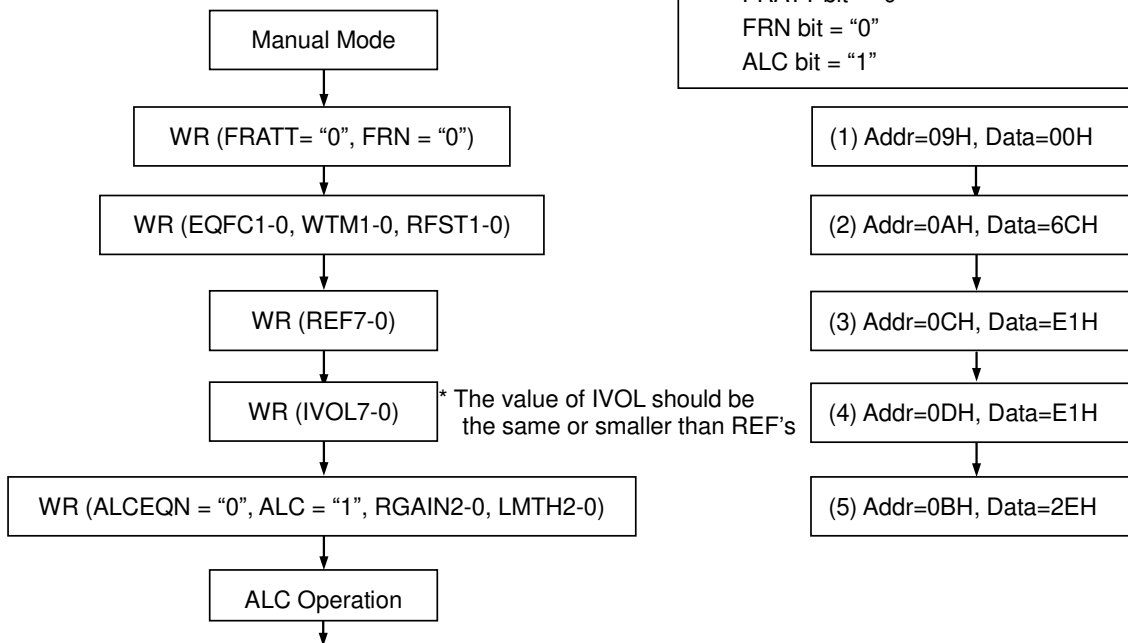 FRN bit = “0”
ALC bit = “1”
Manual Mode
WR (FRATT= “0”, FRN = “0”)
(1) Addr=09H, Data=00H
WR (EQFC1-0, WTM1-0, RFST1-0)
(2) Addr=0AH, Data=6CH
WR (REF7-0)
(3) Addr=0CH, Data=E1H
WR (IVOL7-0)
* The value of IVOL should be
the same or smaller than REF’s
(4) Addr=0DH, Data=E1H
WR (ALCEQN = “0”, ALC = “1”, RGAIN2-0, LMTH2-0)
(5) Addr=0BH, Data=2EH
ALC Operation